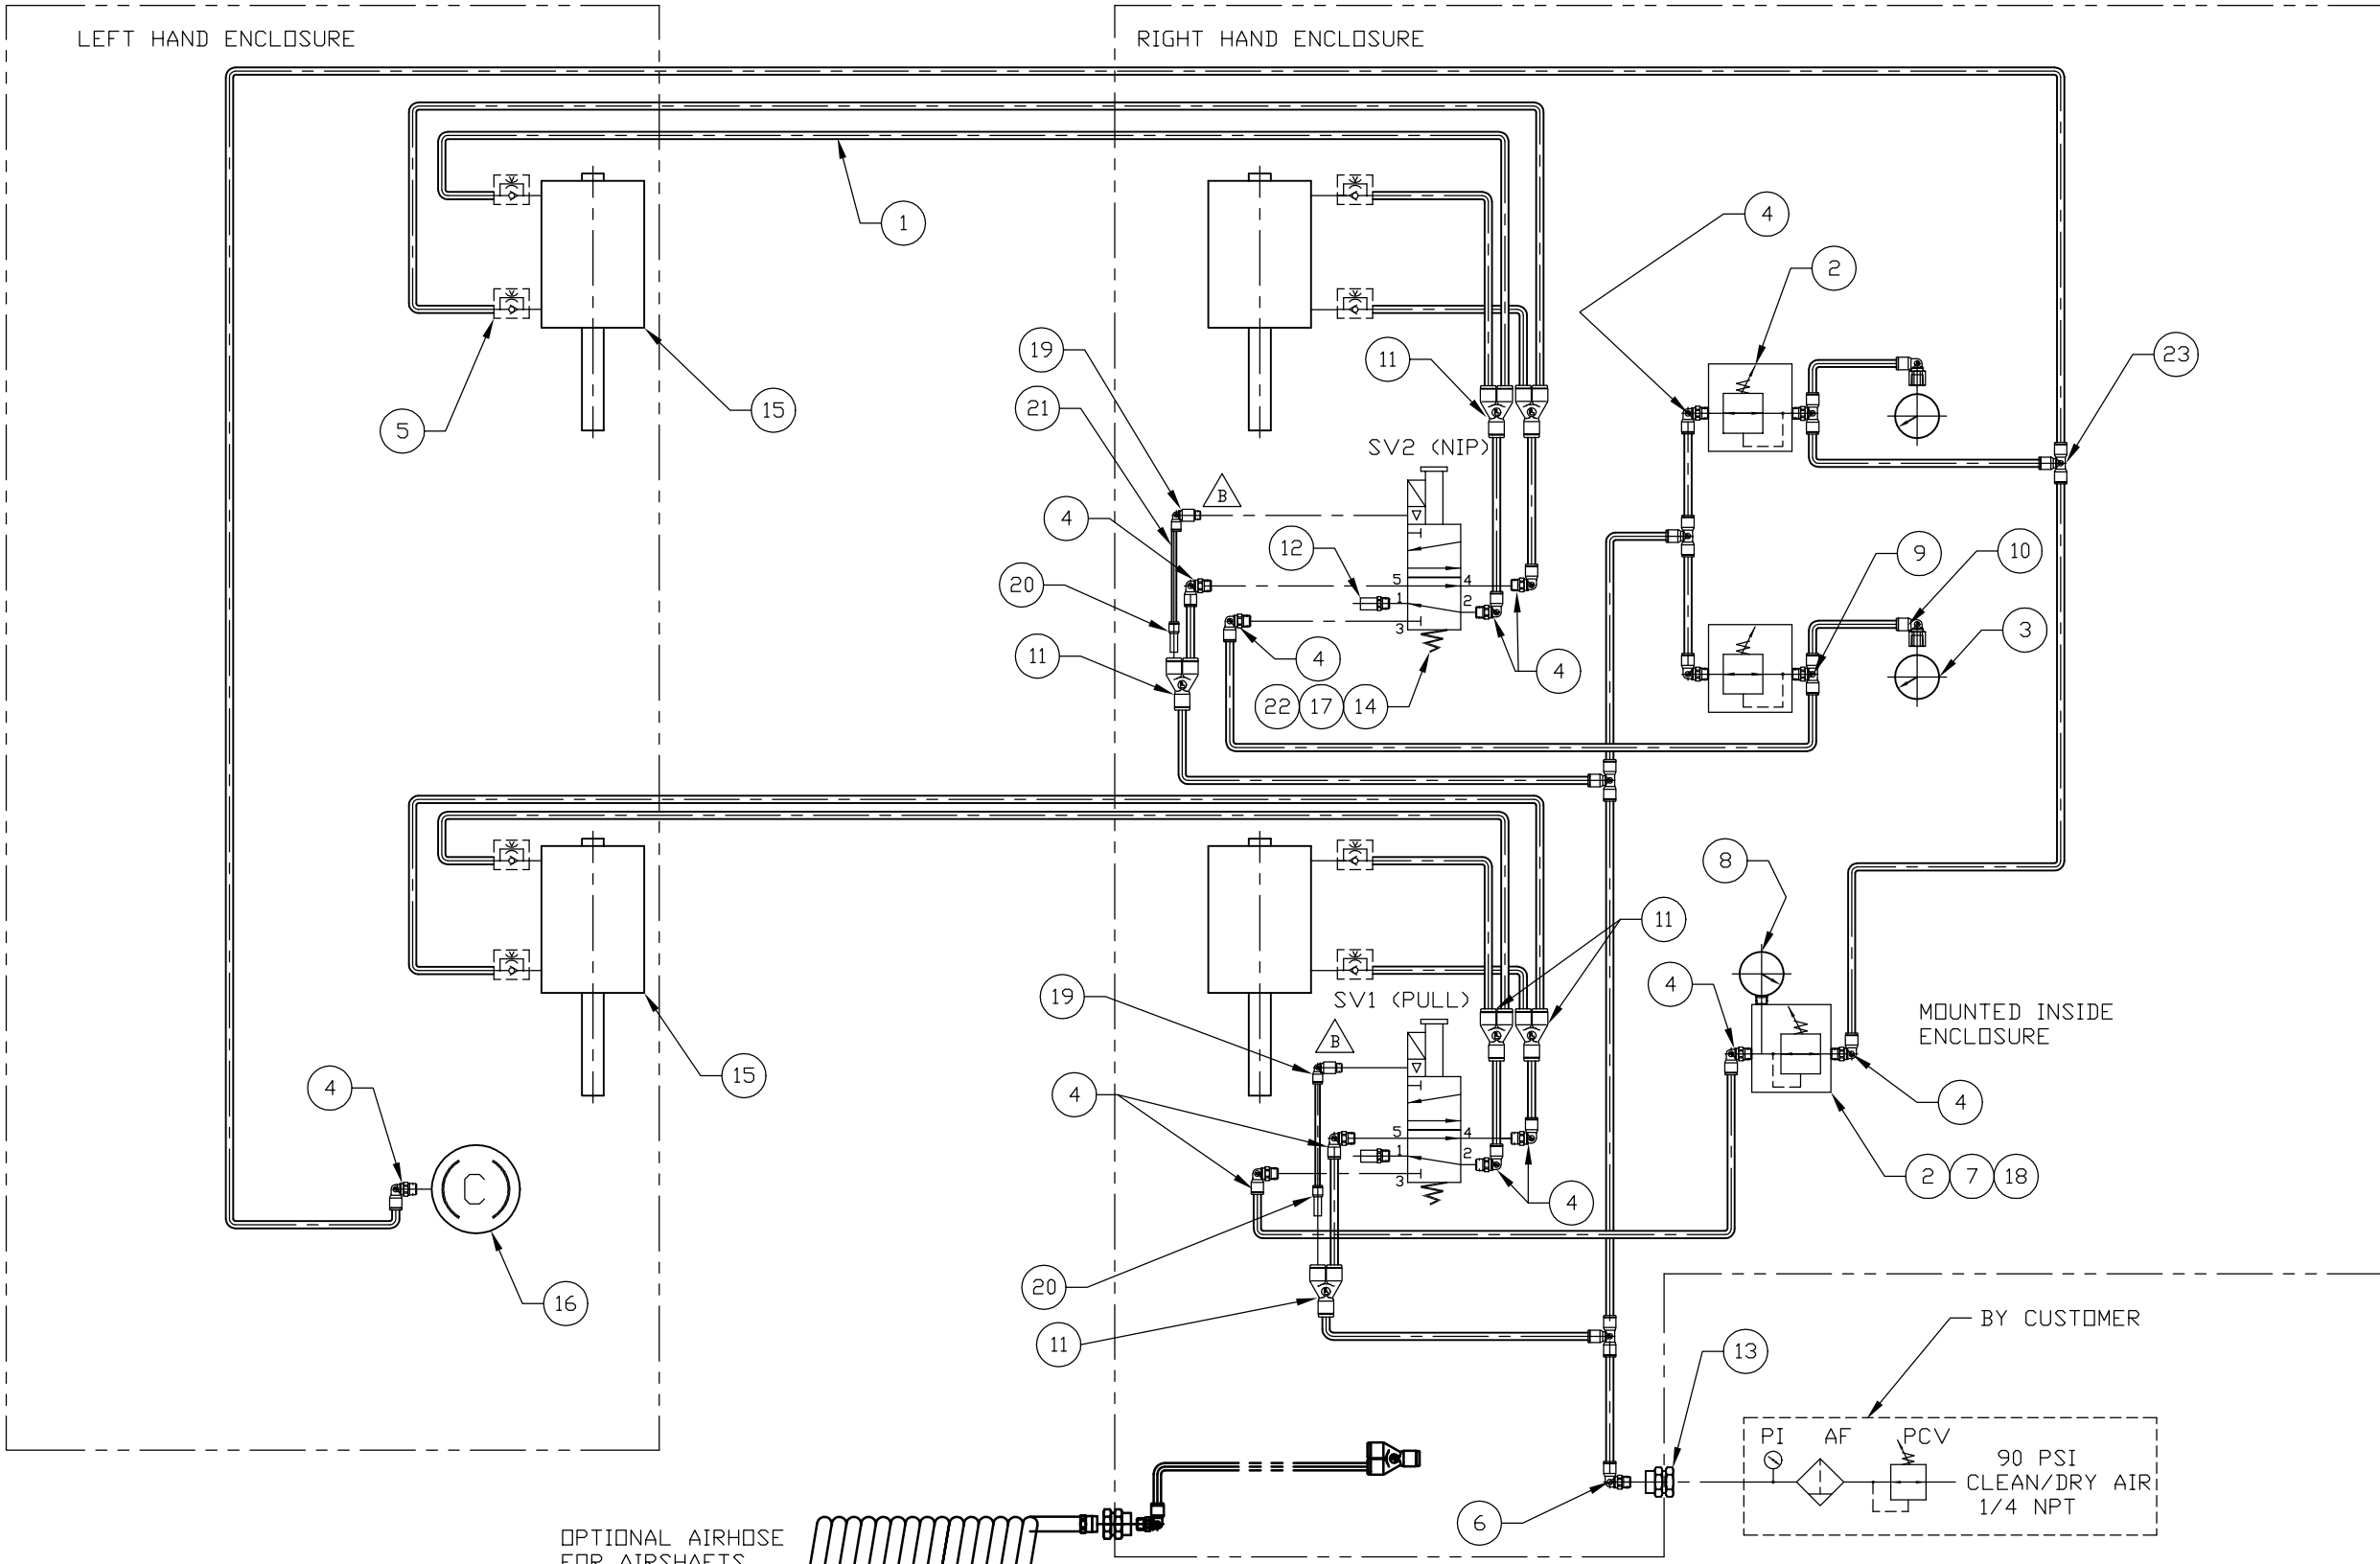 LEFT HAND ENCLOSURE
RIGHT HAND ENCLOSURE
1
4
2
19
11
23
21
5
15
SV2 (NIP)
B
4
12
9
10
20
5
4
1
2
3
11
4
4
3
22 17 14
8
11
19
SV1 (PULL)
4
MOUNTED INSIDE
ENCLOSURE
B
15
4
4
4
5
4
1
2
3
2 7 18
4
C
20
16
11
BY CUSTOMER
13
PI AF PCV
90 PSI
CLEAN/DRY AIR
1/4 NPT
6
OPTIONAL AIRHOSE
FOR AIRSHAFTS